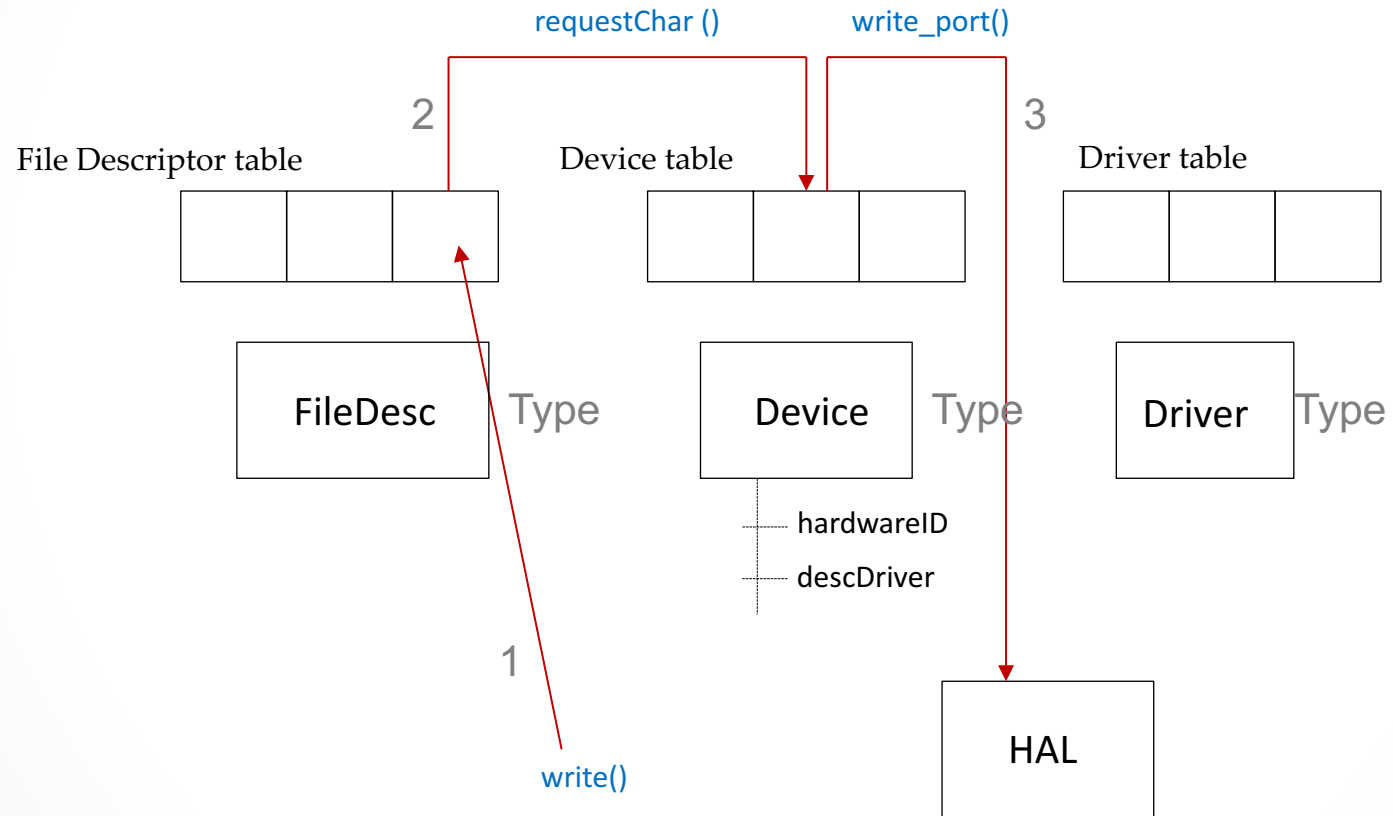 requestChar ()
write_port()
2
3
File Descriptor table
Device table
Driver table
FileDesc
Type
Device
Type
Driver
Type
hardwareID
descDriver
1
write()
HAL